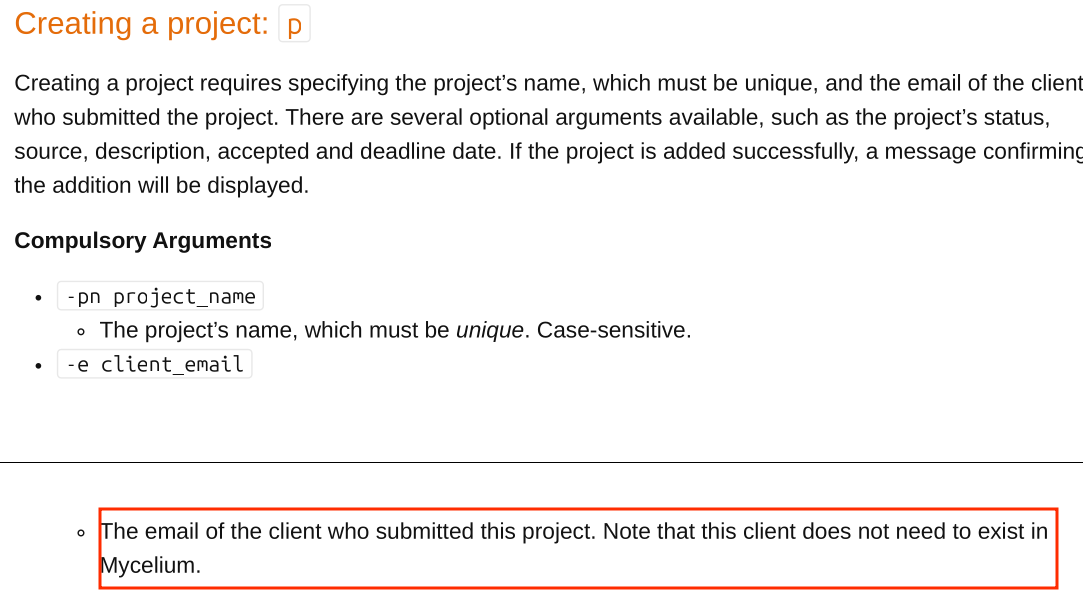 Creating a project: p
Creating a project requires specifying the project’s name, which must be unique, and the email of the client
who submitted the project. There are several optional arguments available, such as the project’s status,
source, description, accepted and deadline date. If the project is added successfully, a message confirming
the addition will be displayed.
Compulsory Arguments
• -pn project_name
◦ The project’s name, which must be unique. Case-sensitive.
• -e client_email
◦ The email of the client who submitted this project. Note that this client does not need to exist in
Mycelium.